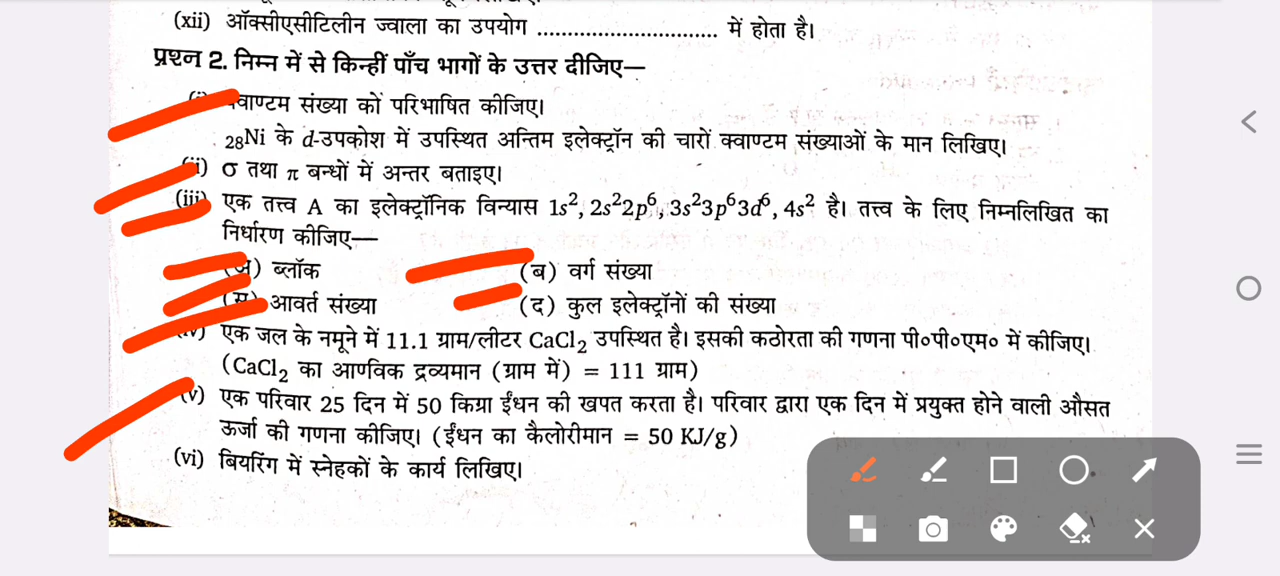 (xii) ऑक्सीएसीटिलीन ज्वाला का उपयोग .............................. में होता है।
प्रश्न 2. निम्न में से किन्हीं पाँच भागों के उत्तर दीजिए—
क्वाण्टम संख्या को परिभाषित कीजिए।
₂₈Ni के d-उपकोश में उपस्थित अन्तिम इलेक्ट्रॉन की चारों क्वाण्टम संख्याओं के मान लिखिए।
(ii) σ तथा π बन्धों में अन्तर बताइए।
(iii) एक तत्त्व A का इलेक्ट्रॉनिक विन्यास 1s², 2s²2p⁶, 3s²3p⁶3d⁶, 4s² है। तत्त्व के लिए निम्नलिखित का
निर्धारण कीजिए—
(अ) ब्लॉक (ब) वर्ग संख्या
(स) आवर्त संख्या (द) कुल इलेक्ट्रॉनों की संख्या
(iv) एक जल के नमूने में 11.1 ग्राम/लीटर CaCl₂ उपस्थित है। इसकी कठोरता की गणना पी०पी०एम० में कीजिए।
(CaCl₂ का आण्विक द्रव्यमान (ग्राम में) = 111 ग्राम)
(v) एक परिवार 25 दिन में 50 किग्रा ईंधन की खपत करता है। परिवार द्वारा एक दिन में प्रयुक्त होने वाली औसत
ऊर्जा की गणना कीजिए। (ईंधन का कैलोरीमान = 50 KJ/g)
(vi) बियरिंग में स्नेहकों के कार्य लिखिए।